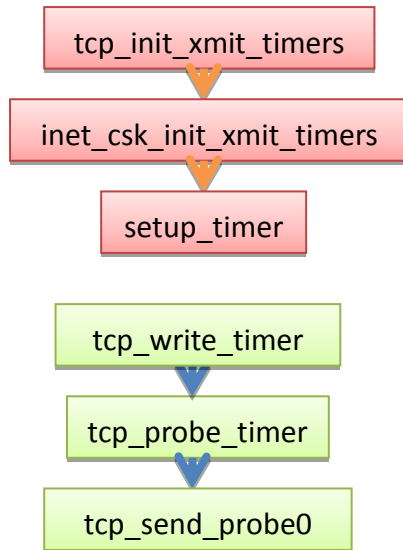 tcp_init_xmit_timers
inet_csk_init_xmit_timers
setup_timer
tcp_write_timer
tcp_probe_timer
tcp_send_probe0